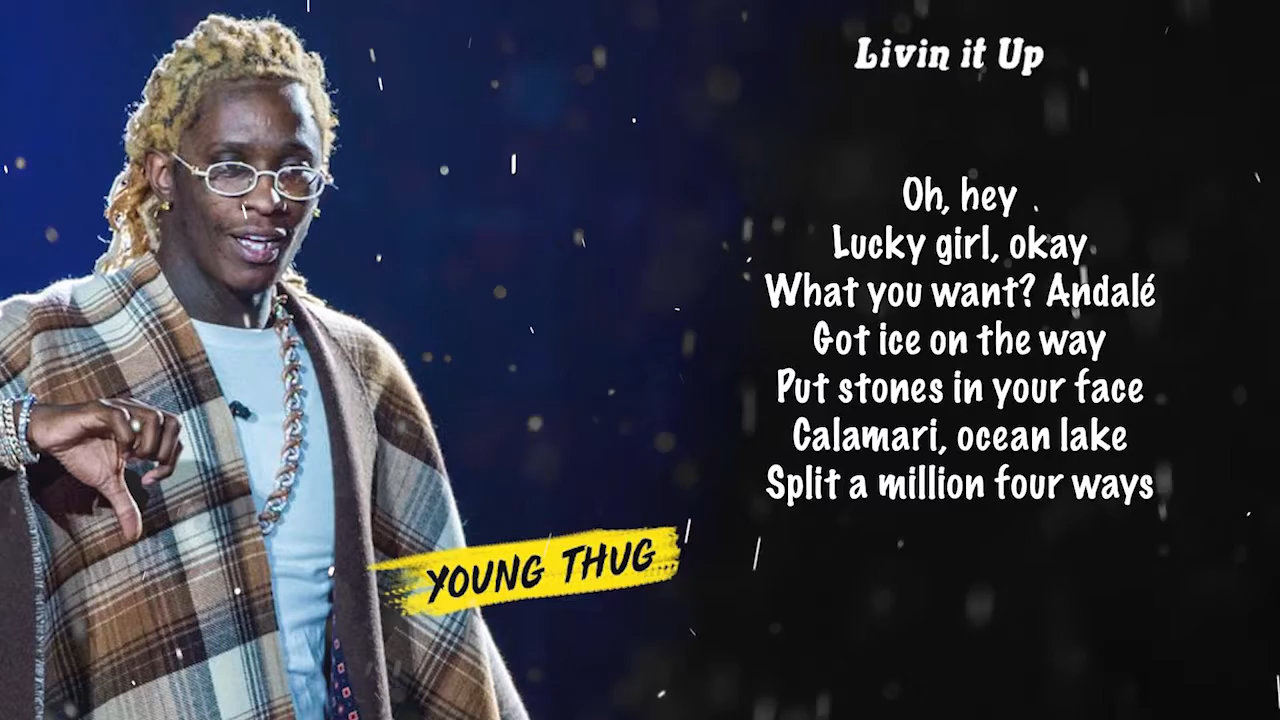 Livin it Up
Oh, hey
Lucky girl, okay
What you want? Andalé
Got ice on the way
Put stones in your face
Calamari, ocean lake
Split a million four ways
YOUNG THUG